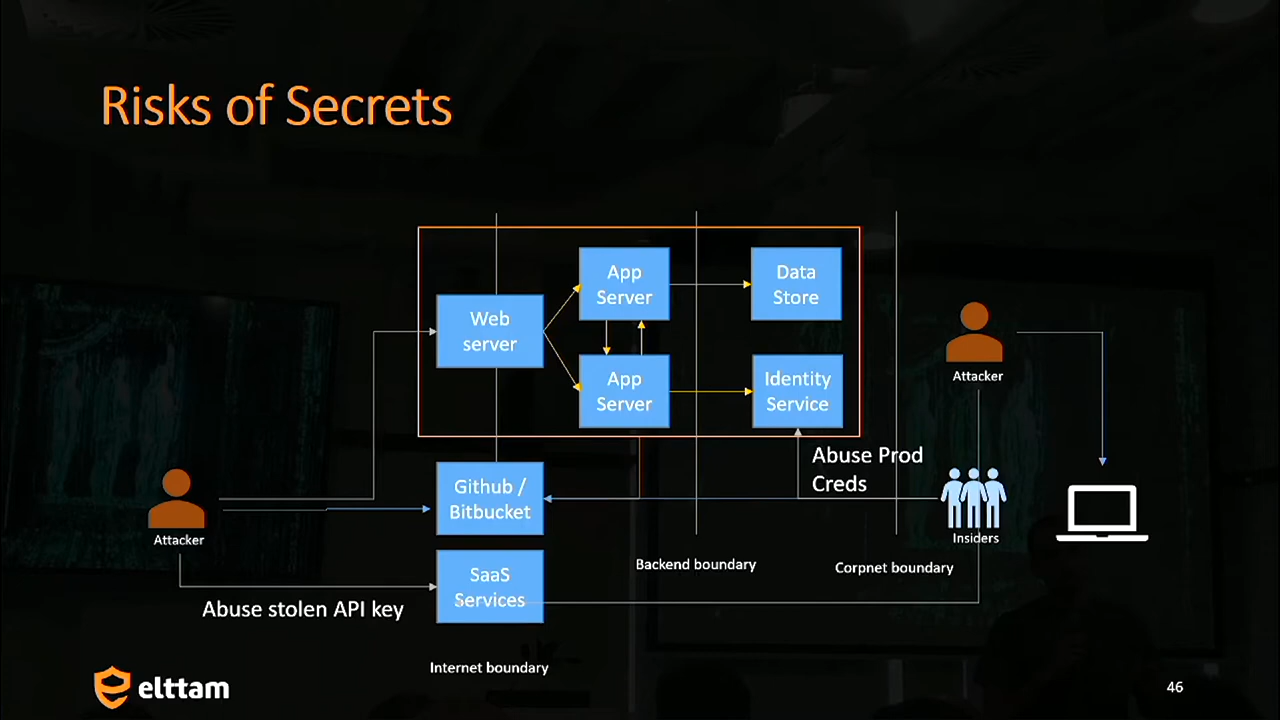 Risks of Secrets
App
Server
Data
Store
Web
server
App
Server
Identity
Service
Attacker
Abuse Prod
Creds
Github /
Bitbucket
Attacker
Insiders
Backend boundary
Corpnet boundary
SaaS
Services
Abuse stolen API key
Internet boundary
elttam
46